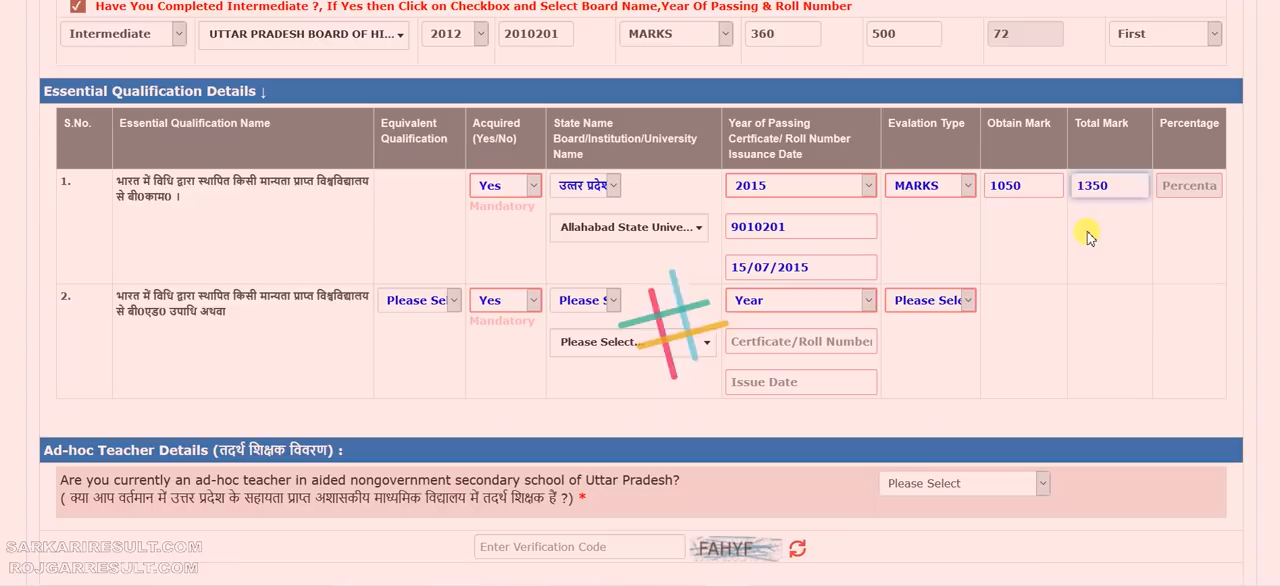 Have You Completed Intermediate ?, If Yes then Click on Checkbox and Select Board Name,Year Of Passing & Roll Number
Intermediate UTTAR PRADESH BOARD OF HI... 2012 2010201 MARKS 360 500 72 First
Essential Qualification Details ↓
S.No. Essential Qualification Name Equivalent Qualification Acquired (Yes/No) State Name Board/Institution/University Name Year of Passing Certficate/ Roll Number Issuance Date Evalation Type Obtain Mark Total Mark Percentage
1. भारत में विधि द्वारा स्थापित किसी मान्यता प्राप्त विश्वविद्यालय से बी0काम0 । Yes उत्तर प्रदेश 2015 MARKS 1050 1350 Percenta
Mandatory
Allahabad State Unive... 9010201
15/07/2015
2. भारत में विधि द्वारा स्थापित किसी मान्यता प्राप्त विश्वविद्यालय से बी0एड0 उपाधि अथवा Please Sel Yes Please S Year Please Sele
Mandatory
Please Select... Certficate/Roll Number
Issue Date
Ad-hoc Teacher Details (तदर्थ शिक्षक विवरण) :
Are you currently an ad-hoc teacher in aided nongovernment secondary school of Uttar Pradesh? Please Select
( क्या आप वर्तमान में उत्तर प्रदेश के सहायता प्राप्त अशासकीय माध्यमिक विद्यालय में तदर्थ शिक्षक हैं ?) *
Enter Verification Code FAHYF
SARKARIRESULT.COM
ROJGARRESULT.COM